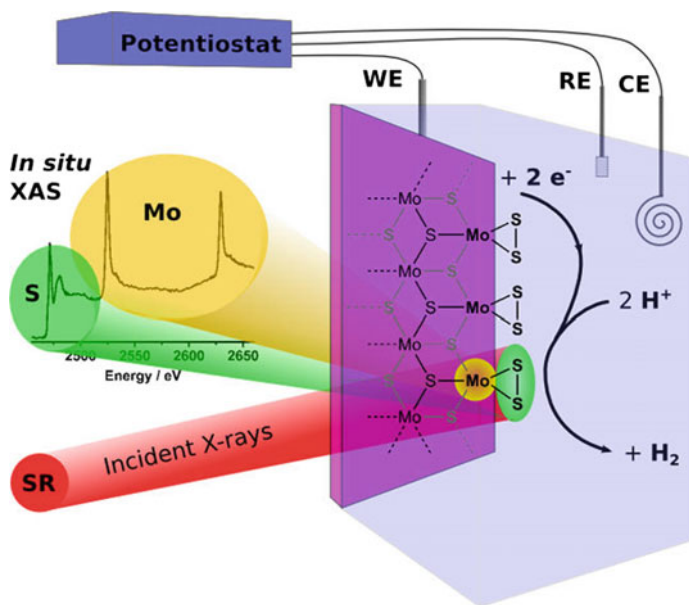 Potentiostat
WE
RE
CE
In situ
XAS
Mo
S
2500 2550 2600 2650
Energy / eV
+ 2 e-
2 H+
+ H2
Mo
S
S
S
Mo
S
S
Mo
S
S
S
Mo
S
S
Mo
S
S
S
Mo
S
S
Mo
S
Incident X-rays
SR